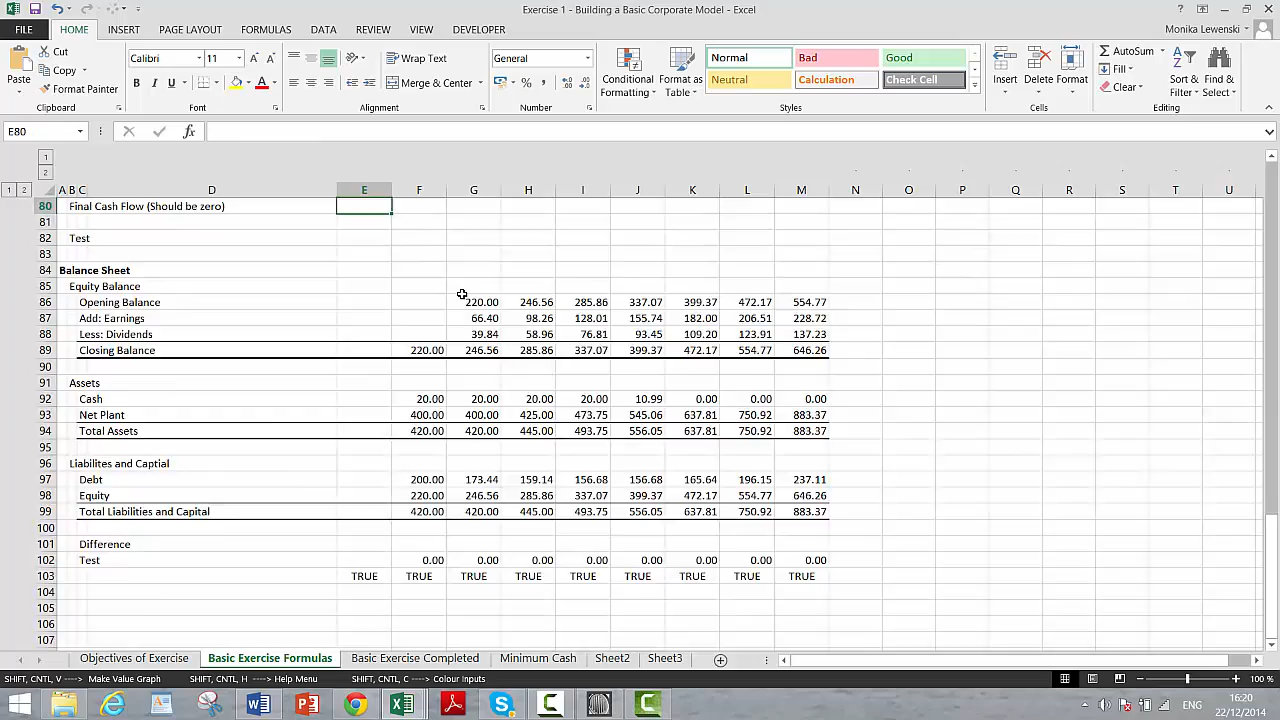 Exercise 1 - Building a Basic Corporate Model - Excel
FILE HOME INSERT PAGE LAYOUT FORMULAS DATA REVIEW VIEW DEVELOPER Monika Lewenski
Paste Cut Copy Format Painter Clipboard
Calibri 11 B I U A Font
Wrap Text Merge & Center Alignment
General % , Number
Conditional Formatting Format as Table
Normal Bad Good
Neutral Calculation Check Cell
Styles
Insert Delete Format Cells
AutoSum Fill Clear Sort & Filter Find & Select Editing
E80 fx
1
2
1 2 A B C D E F G H I J K L M N O P Q R S T U
80 Final Cash Flow (Should be zero)
81
82 Test
83
84 Balance Sheet
85 Equity Balance
86 Opening Balance 220.00 246.56 285.86 337.07 399.37 472.17 554.77
87 Add: Earnings 66.40 98.26 128.01 155.74 182.00 206.51 228.72
88 Less: Dividends 39.84 58.96 76.81 93.45 109.20 123.91 137.23
89 Closing Balance 220.00 246.56 285.86 337.07 399.37 472.17 554.77 646.26
90
91 Assets
92 Cash 20.00 20.00 20.00 20.00 10.99 0.00 0.00 0.00
93 Net Plant 400.00 400.00 425.00 473.75 545.06 637.81 750.92 883.37
94 Total Assets 420.00 420.00 445.00 493.75 556.05 637.81 750.92 883.37
95
96 Liabilites and Captial
97 Debt 200.00 173.44 159.14 156.68 156.68 165.64 196.15 237.11
98 Equity 220.00 246.56 285.86 337.07 399.37 472.17 554.77 646.26
99 Total Liabilities and Capital 420.00 420.00 445.00 493.75 556.05 637.81 750.92 883.37
100
101 Difference
102 Test 0.00 0.00 0.00 0.00 0.00 0.00 0.00 0.00
103 TRUE TRUE TRUE TRUE TRUE TRUE TRUE TRUE TRUE
104
105
106
107
Objectives of Exercise Basic Exercise Formulas Basic Exercise Completed Minimum Cash Sheet2 Sheet3
SHIFT, CNTL, V ---> Make Value Graph SHIFT, CNTL, H ---> Help Menu SHIFT, CNTL, C ---> Colour Inputs 100 %
ENG 16:20
22/12/2014